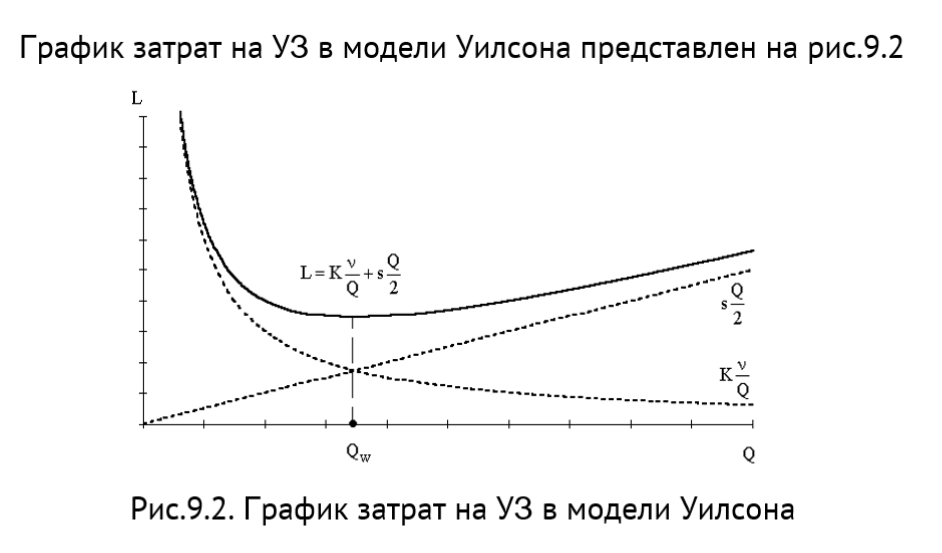 График затрат на УЗ в модели Уилсона представлен на рис.9.2
L
L=K ν/Q + s Q/2
s Q/2
K ν/Q
Qw
Q
Рис.9.2. График затрат на УЗ в модели Уилсона